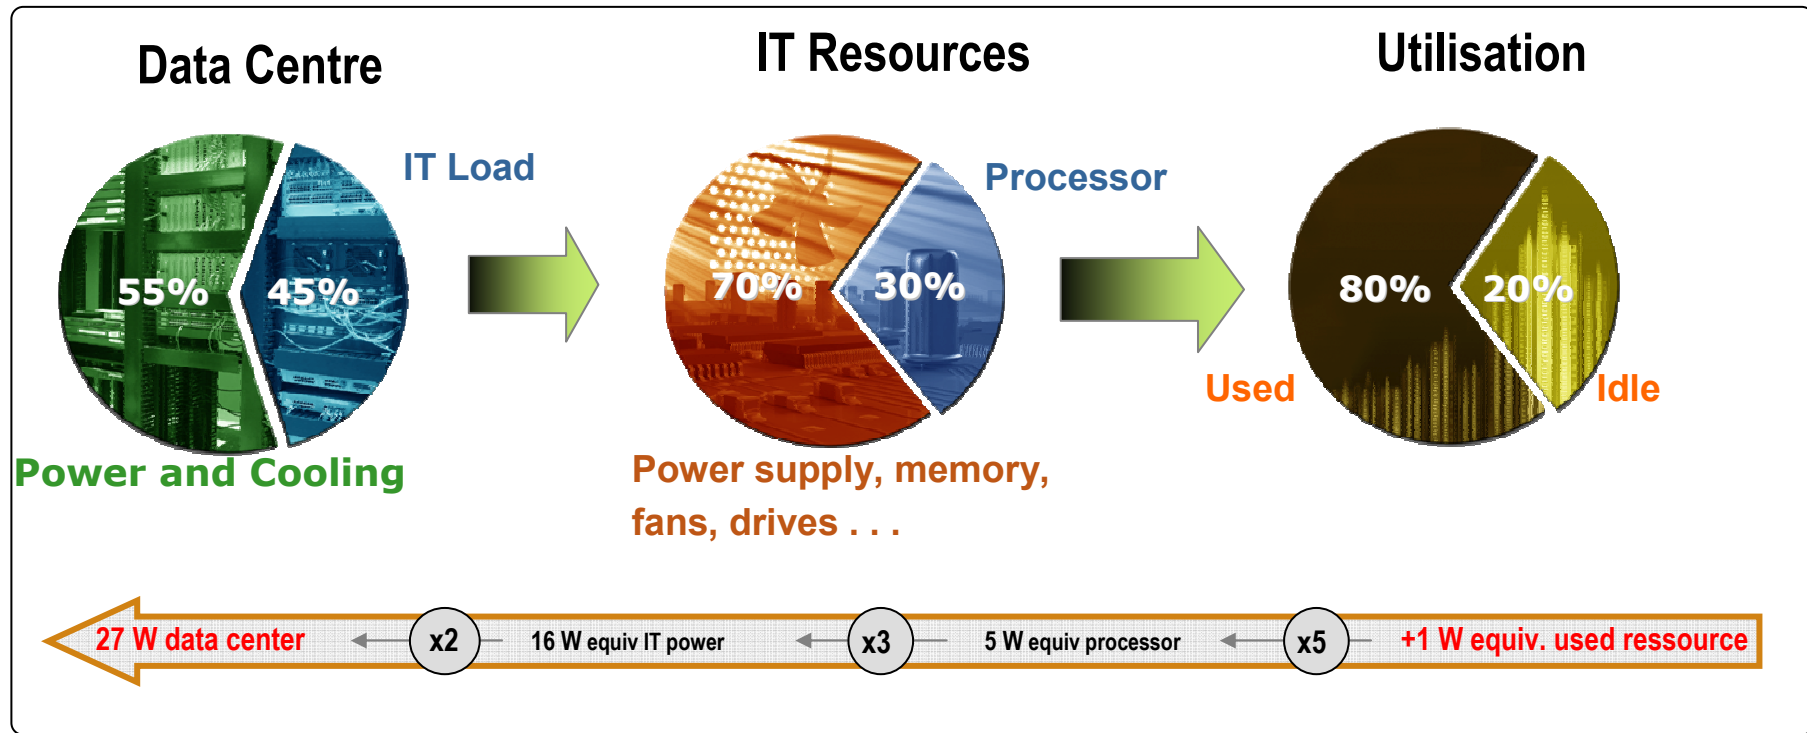 Data Centre
IT Resources
Utilisation
IT Load
Processor
55%
45%
70%
30%
80%
20%
Used
Idle
Power and Cooling
Power supply, memory,
fans, drives . . .
27 W data center
x2
16 W equiv IT power
x3
5 W equiv processor
x5
+1 W equiv. used ressource